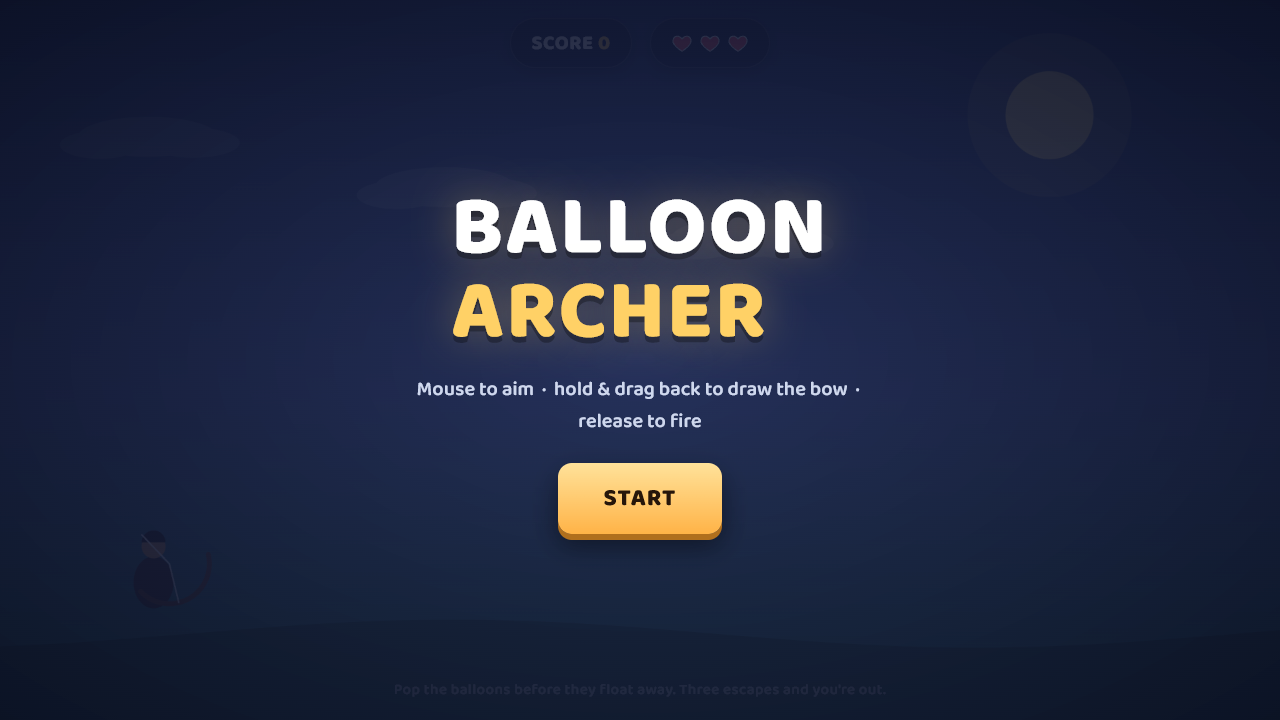 SCORE 0
BALLOON
ARCHER
Mouse to aim · hold & drag back to draw the bow ·
release to fire
START
Pop the balloons before they float away. Three escapes and you're out.